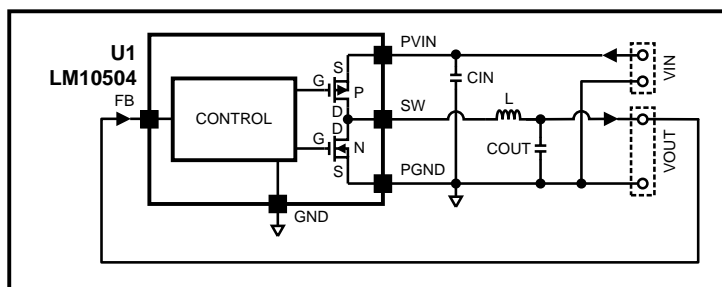 U1
LM10504
FB
CONTROL
G
S
P
D
D
G
N
S
PVIN
SW
PGND
GND
CIN
L
COUT
VIN
VOUT